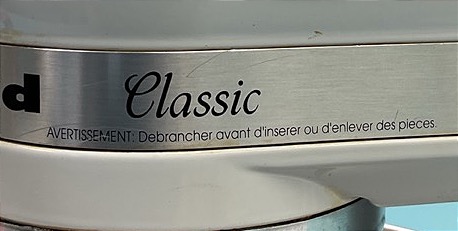 d Classic
AVERTISSEMENT: Debrancher avant d'inserer ou d'enlever des pieces.